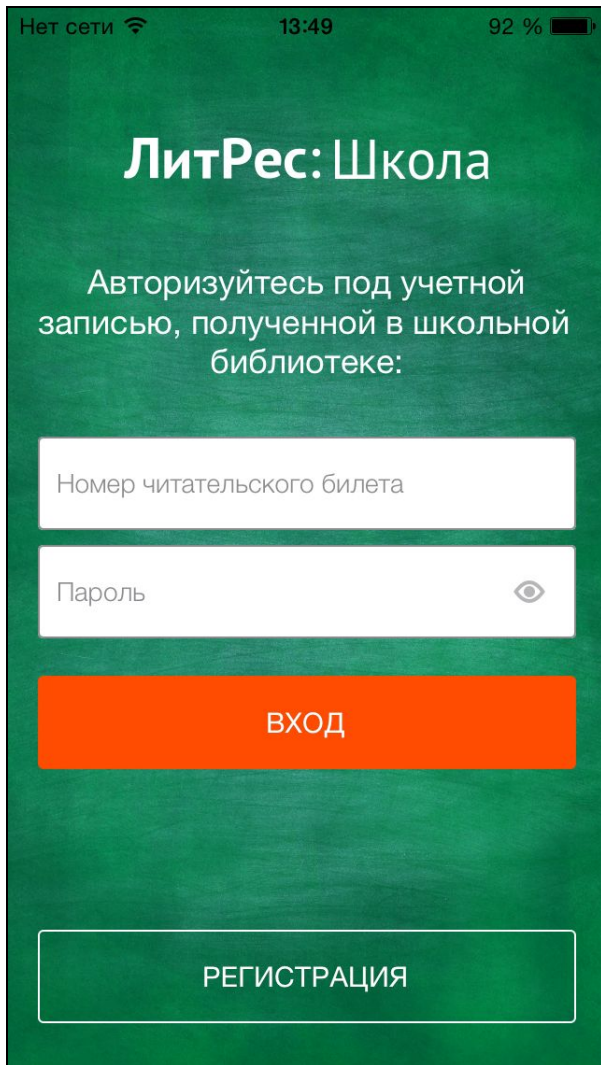 Нет сети 13:49 92 %
ЛитРес: Школа
Авторизуйтесь под учетной
записью, полученной в школьной
библиотеке:
Номер читательского билета
Пароль
ВХОД
РЕГИСТРАЦИЯ